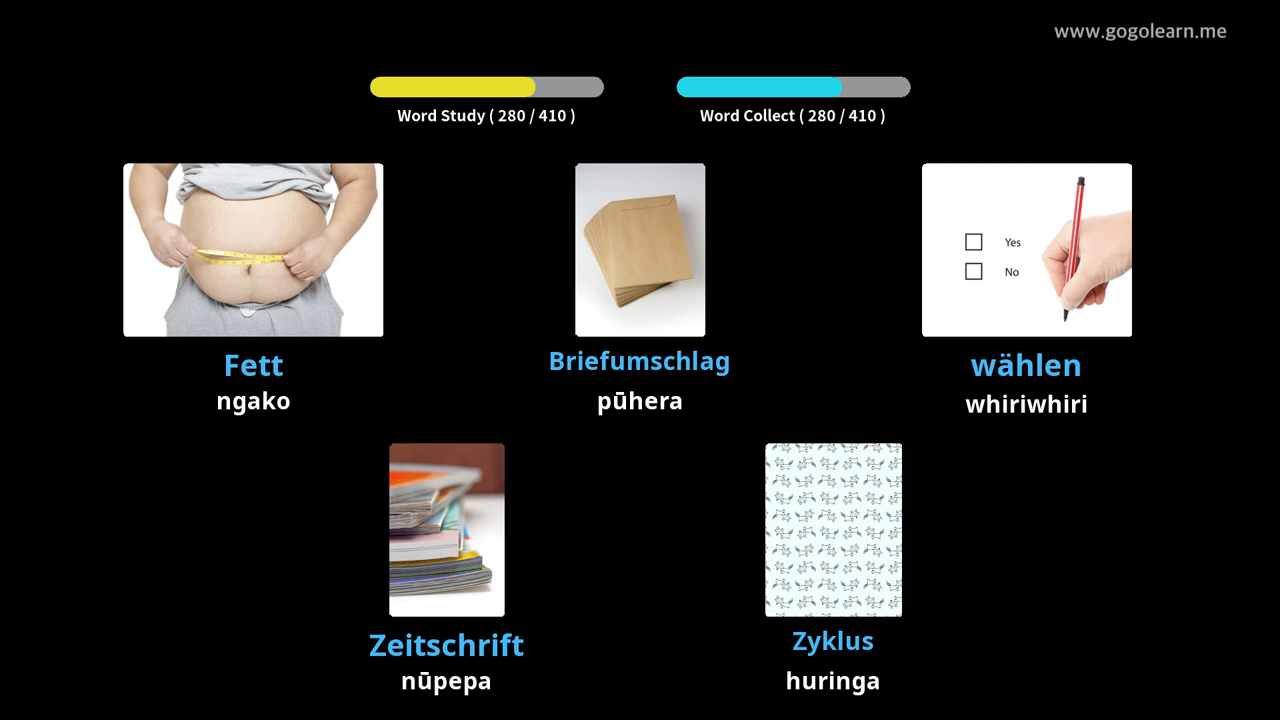 www.gogolearn.me
Word Study ( 280 / 410 )
Word Collect ( 280 / 410 )
Yes
No
Fett
ngako
Briefumschlag
pūhera
wählen
whiriwhiri
Zeitschrift
nūpepa
Zyklus
huringa